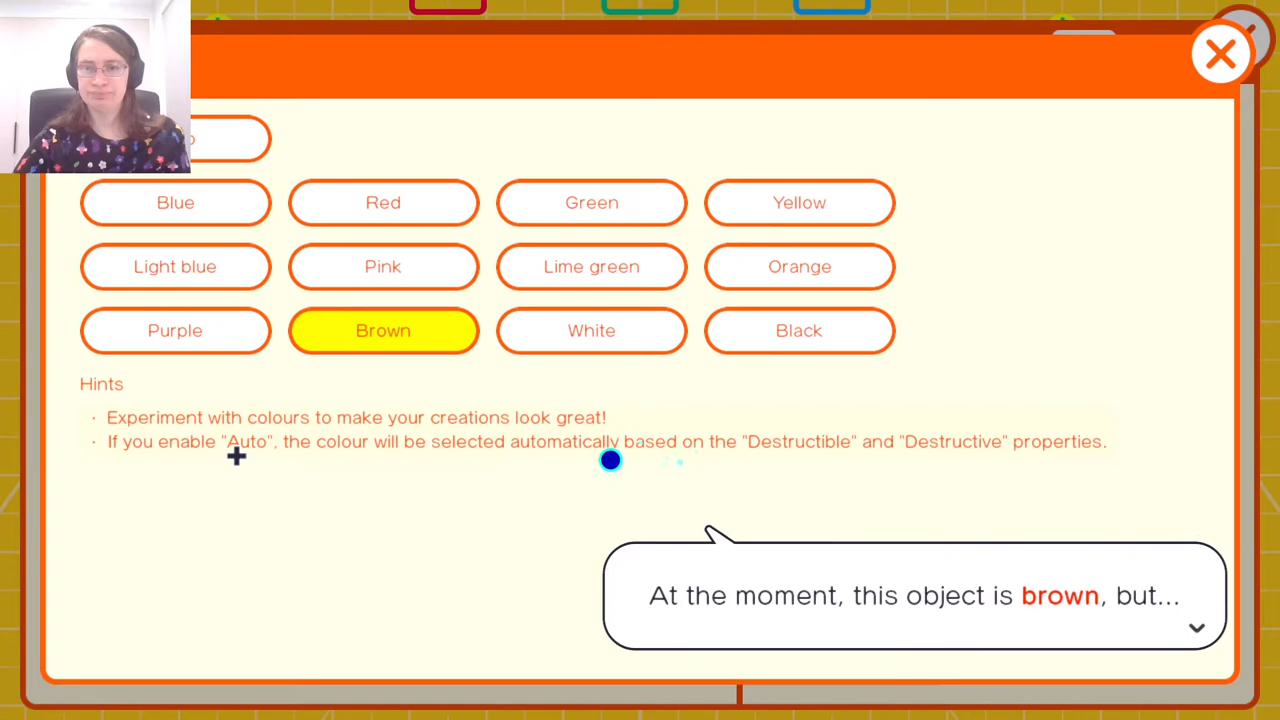 Blue Red Green Yellow
Light blue Pink Lime green Orange
Purple Brown White Black
Hints
· Experiment with colours to make your creations look great!
· If you enable "Auto", the colour will be selected automatically based on the "Destructible" and "Destructive" properties.
At the moment, this object is brown, but...